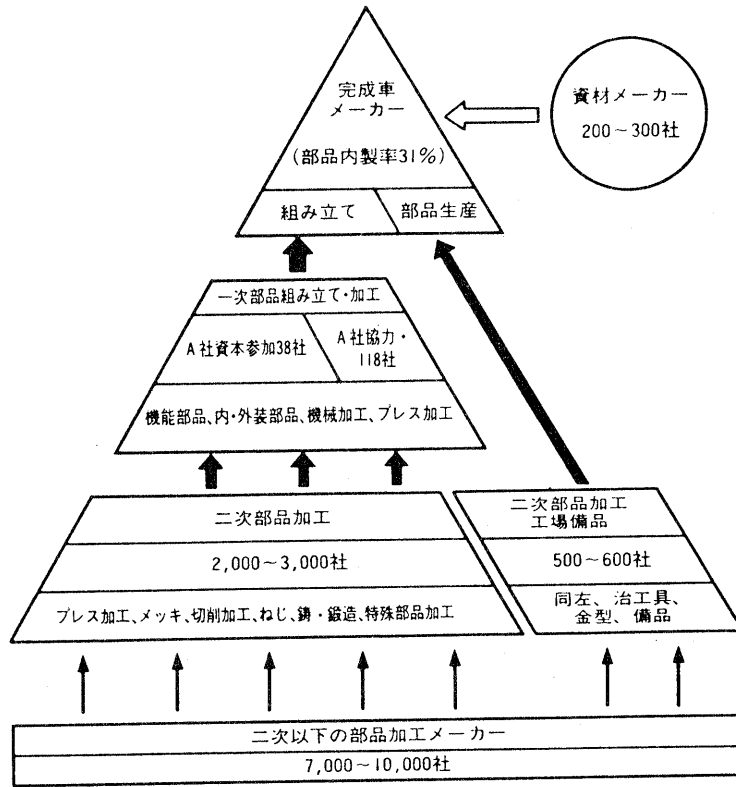 完成車
メーカー
(部品内製率31%)
組み立て
部品生産
資材メーカー
200~300社
一次部品組み立て・加工
A社資本参加38社
A社協力・
118社
機能部品、内・外装部品、機械加工、プレス加工
二次部品加工
2,000~3,000社
プレス加工、メッキ、切削加工、ねじ、鋳・鍛造、特殊部品加工
二次部品加工
工場備品
500~600社
同左、治工具、
金型、備品
二次以下の部品加工メーカー
7,000~10,000社